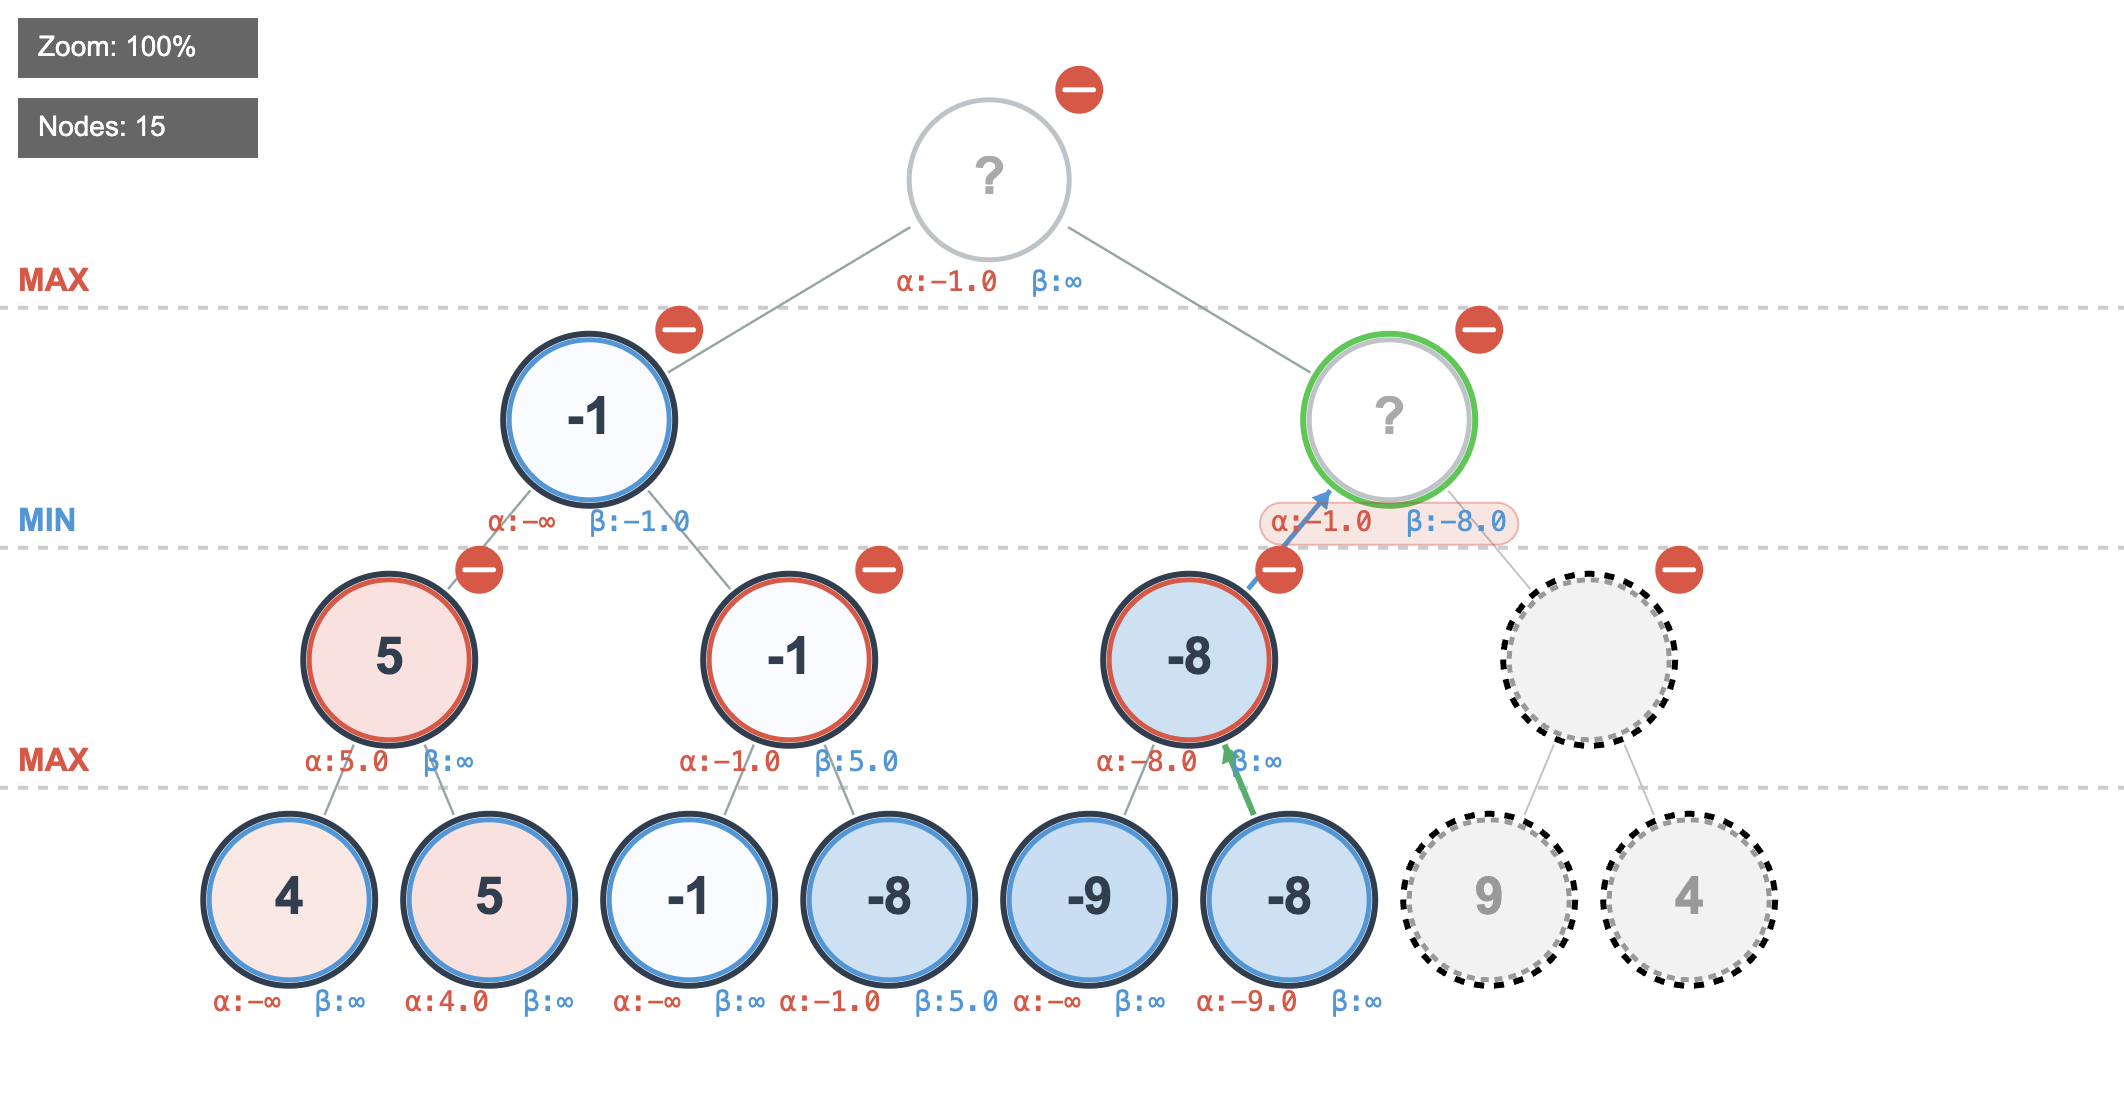 Zoom: 100%
Nodes: 15
?
α:−1.0 β:∞
MAX
-1
?
α:−∞ β:−1.0
α:−1.0 β:−8.0
MIN
5
-1
-8
α:5.0 β:∞
α:−1.0 β:5.0
α:−8.0 β:∞
MAX
4
5
-1
-8
-9
-8
9
4
α:−∞ β:∞
α:4.0 β:∞
α:−∞ β:∞
α:−1.0 β:5.0
α:−∞ β:∞
α:−9.0 β:∞